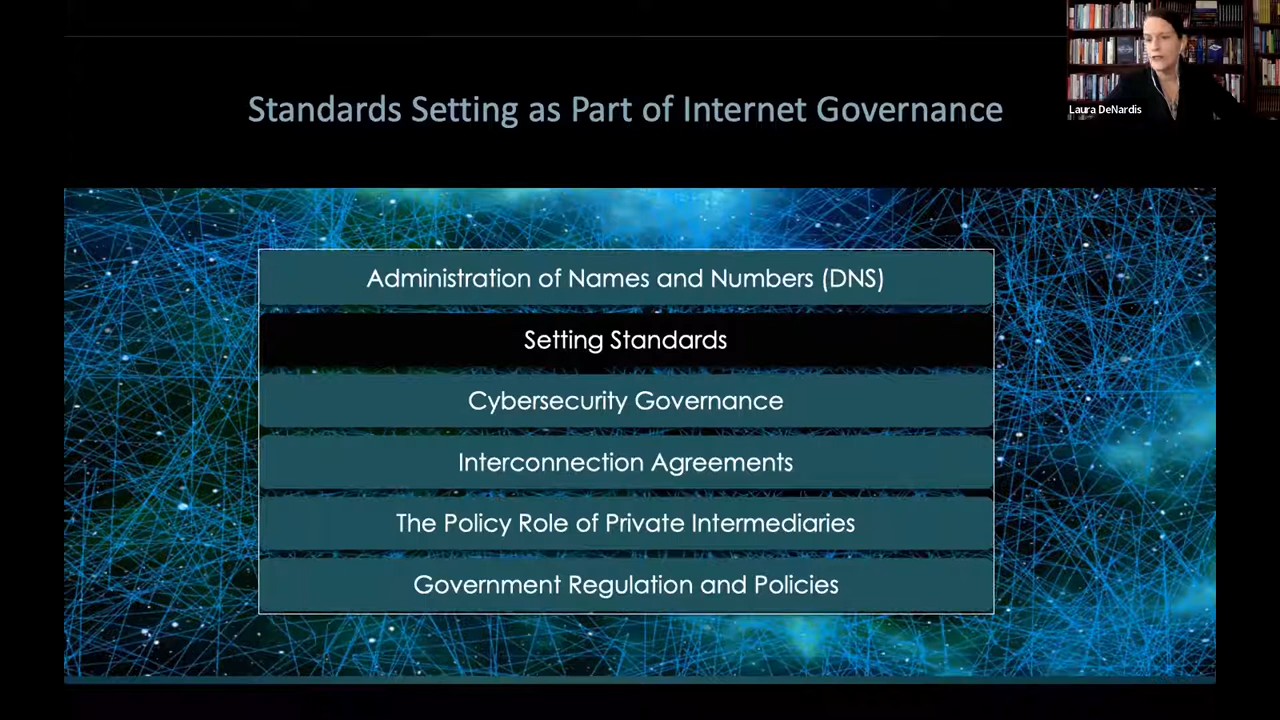 Standards Setting as Part of Internet Governance
Laura DeNardis
Administration of Names and Numbers (DNS)
Setting Standards
Cybersecurity Governance
Interconnection Agreements
The Policy Role of Private Intermediaries
Government Regulation and Policies